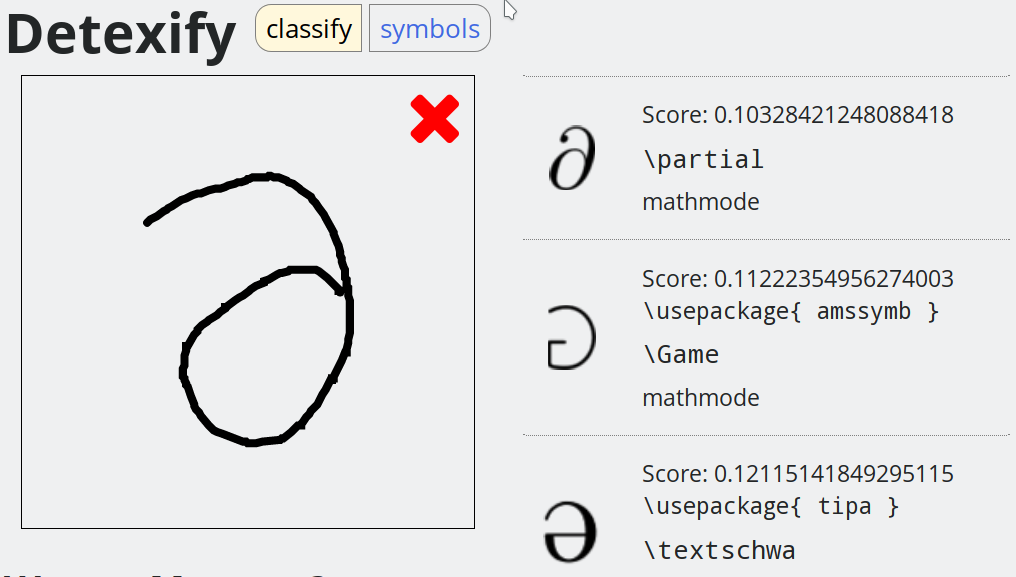 Detexify classify symbols
∂
Score: 0.10328421248088418
\partial
mathmode
⅁
Score: 0.11222354956274003
\usepackage{ amssymb }
\Game
mathmode
ə
Score: 0.12115141849295115
\usepackage{ tipa }
\textschwa